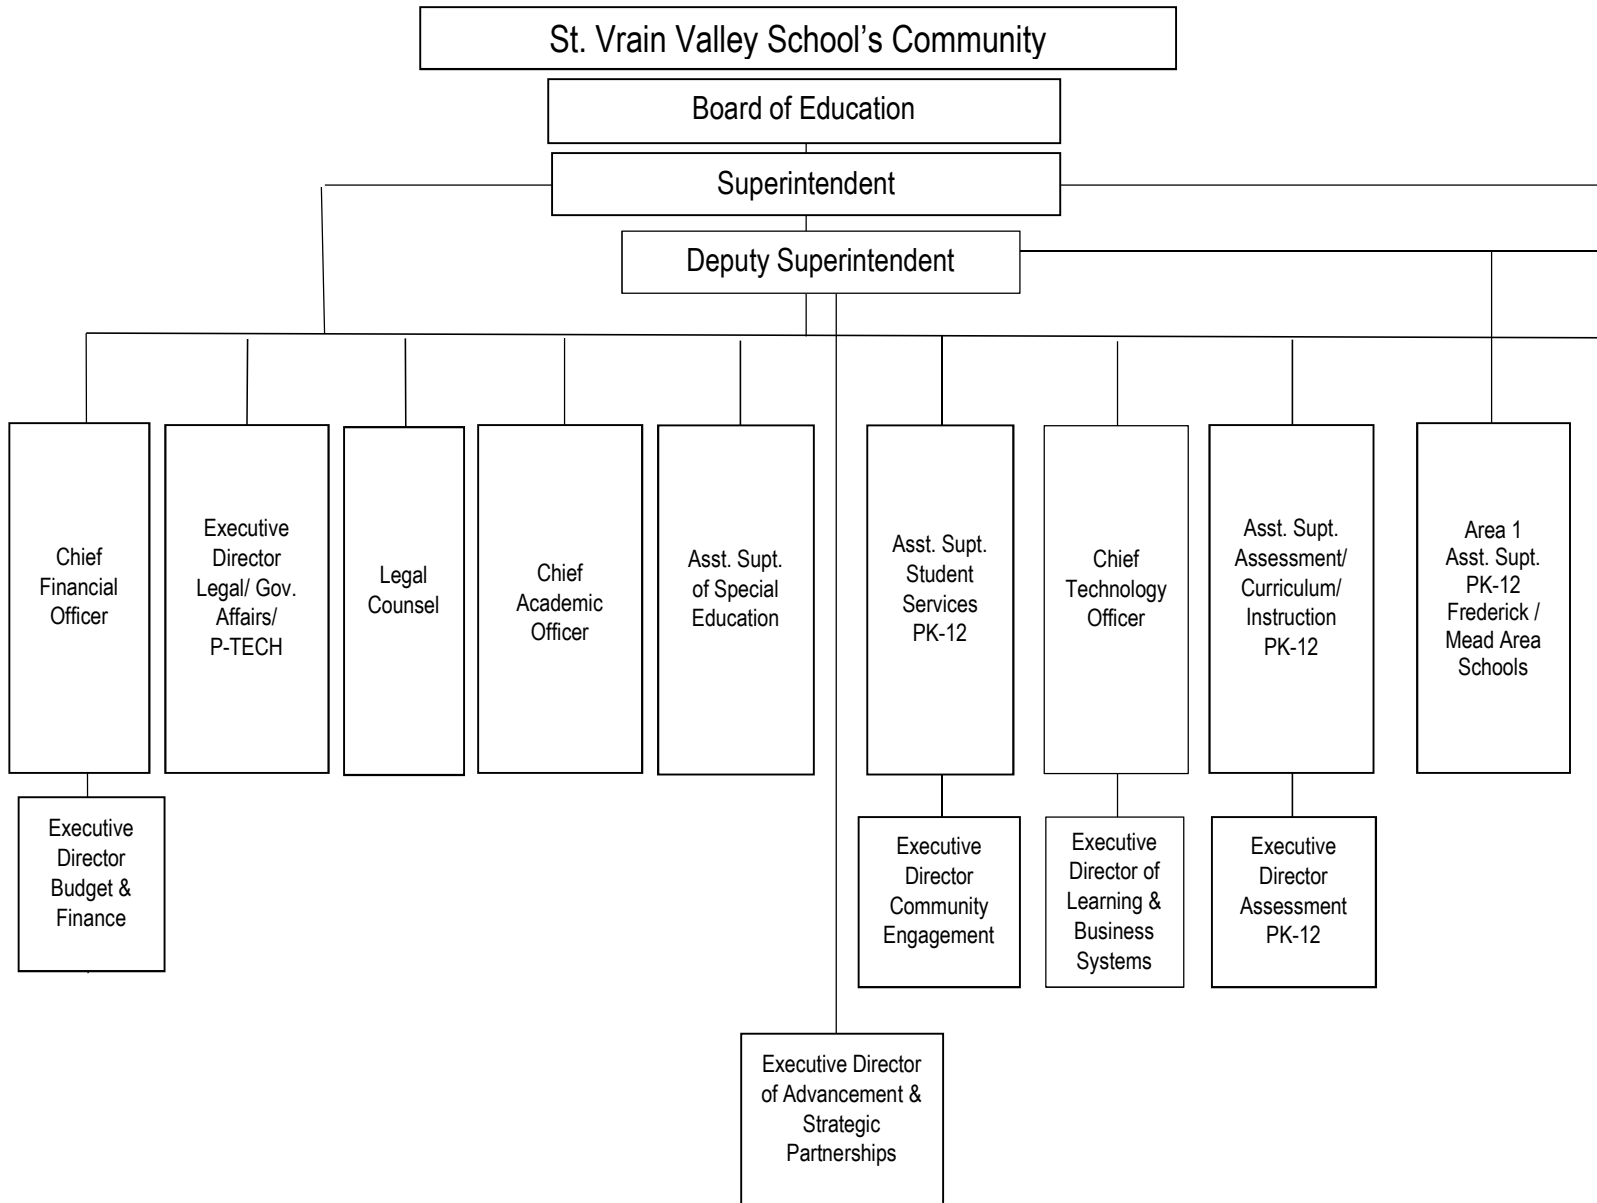 St. Vrain Valley School's Community
Board of Education
Superintendent
Deputy Superintendent
Chief
Financial
Officer
Executive
Director
Legal/ Gov.
Affairs/
P-TECH
Legal
Counsel
Chief
Academic
Officer
Asst. Supt.
of Special
Education
Asst. Supt.
Student
Services
PK-12
Chief
Technology
Officer
Asst. Supt.
Assessment/
Curriculum/
Instruction
PK-12
Area 1
Asst. Supt.
PK-12
Frederick /
Mead Area
Schools
Executive
Director
Budget &
Finance
Executive
Director
Community
Engagement
Executive
Director of
Learning &
Business
Systems
Executive
Director
Assessment
PK-12
Executive Director
of Advancement &
Strategic
Partnerships